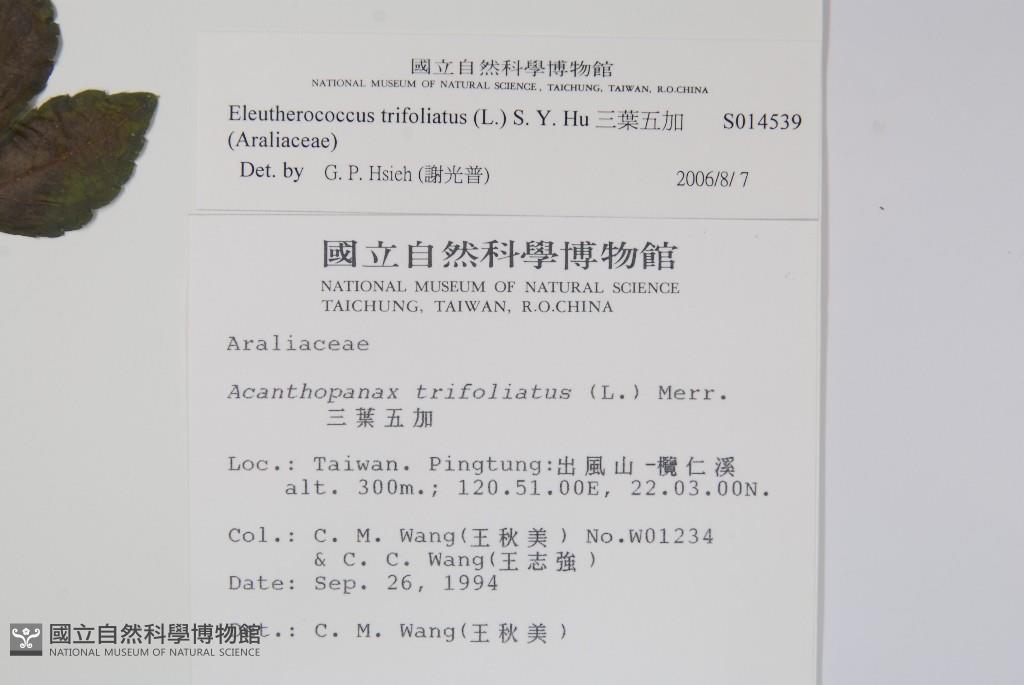 國立自然科學博物館
NATIONAL MUSEUM OF NATURAL SCIENCE, TAICHUNG, TAIWAN, R.O.CHINA
Eleutherococcus trifoliatus (L.) S. Y. Hu 三葉五加 S014539
(Araliaceae)
Det. by G. P. Hsieh (謝光普) 2006/8/ 7
國立自然科學博物館
NATIONAL MUSEUM OF NATURAL SCIENCE
TAICHUNG, TAIWAN, R.O.CHINA
Araliaceae
Acanthopanax trifoliatus (L.) Merr.
三葉五加
Loc.: Taiwan. Pingtung:出風山-欖仁溪
alt. 300m.; 120.51.00E, 22.03.00N.
Col.: C. M. Wang(王秋美) No.W01234
& C. C. Wang(王志強)
Date: Sep. 26, 1994
Det.: C. M. Wang(王秋美)
國立自然科學博物館
NATIONAL MUSEUM OF NATURAL SCIENCE